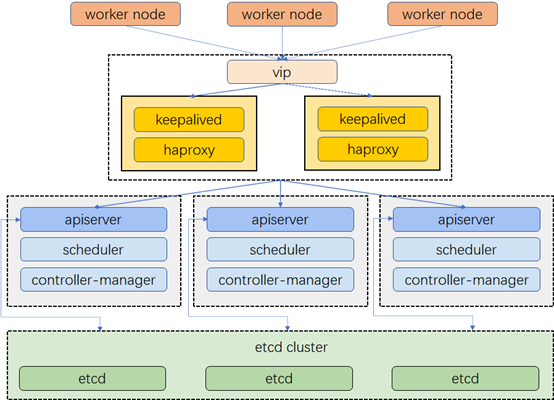 worker node
worker node
worker node
vip
keepalived
keepalived
haproxy
haproxy
apiserver
apiserver
apiserver
scheduler
scheduler
scheduler
controller-manager
controller-manager
controller-manager
etcd cluster
etcd
etcd
etcd